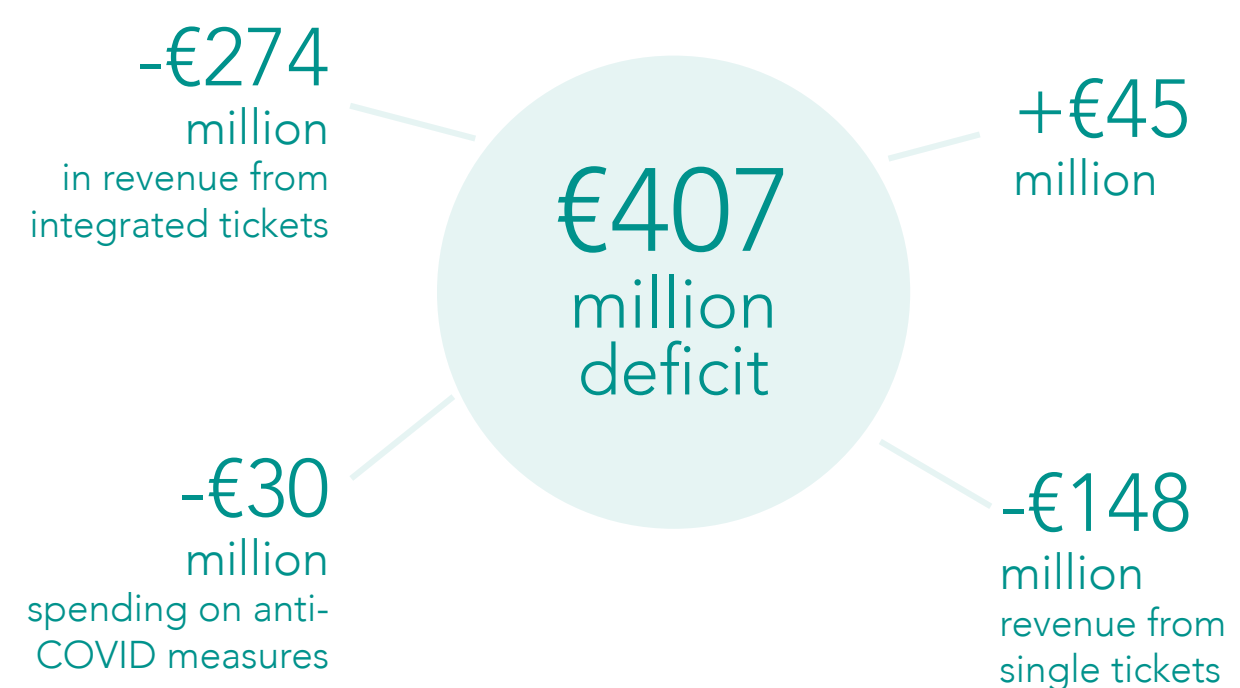 -€274
million
in revenue from
integrated tickets
€407
million
deficit
+€45
million
-€30
million
spending on anti-
COVID measures
-€148
million
revenue from
single tickets